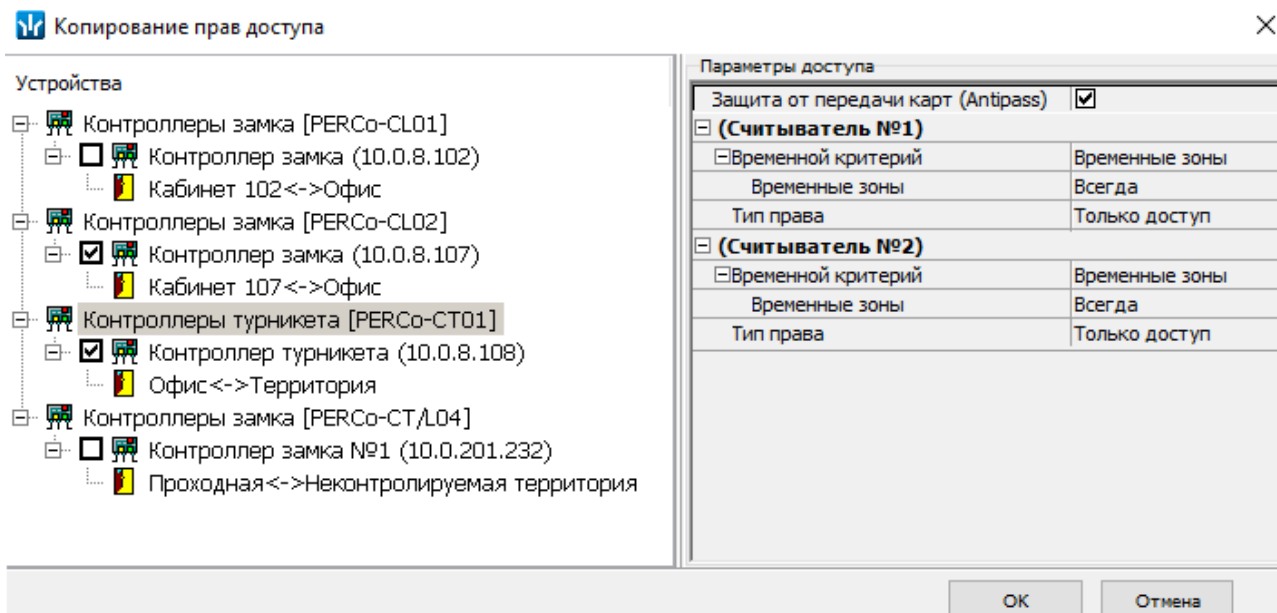 Копирование прав доступа
Устройства
Контроллеры замка [PERCo-CL01]
Контроллер замка (10.0.8.102)
Кабинет 102<->Офис
Контроллеры замка [PERCo-CL02]
Контроллер замка (10.0.8.107)
Кабинет 107<->Офис
Контроллеры турникета [PERCo-CT01]
Контроллер турникета (10.0.8.108)
Офис<->Территория
Контроллеры замка [PERCo-CT/L04]
Контроллер замка №1 (10.0.201.232)
Проходная<->Неконтролируемая территория
Параметры доступа
Защита от передачи карт (Antipass)
(Считыватель №1)
Временной критерий Временные зоны
Временные зоны Всегда
Тип права Только доступ
(Считыватель №2)
Временной критерий Временные зоны
Временные зоны Всегда
Тип права Только доступ
ОК Отмена